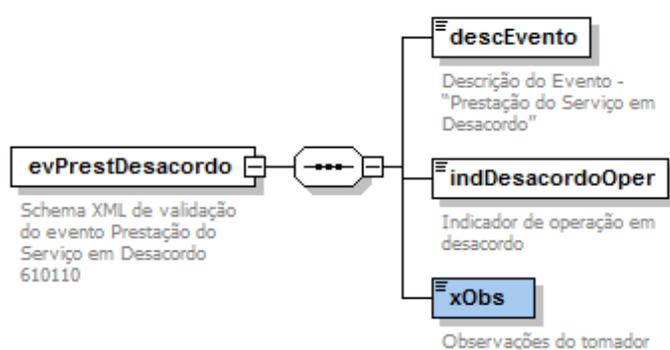 descEvento
Descrição do Evento -
"Prestação do Serviço em
Desacordo"
evPrestDesacordo
Schema XML de validação
do evento Prestação do
Serviço em Desacordo
610110
indDesacordoOper
Indicador de operação em
desacordo
xObs
Observações do tomador